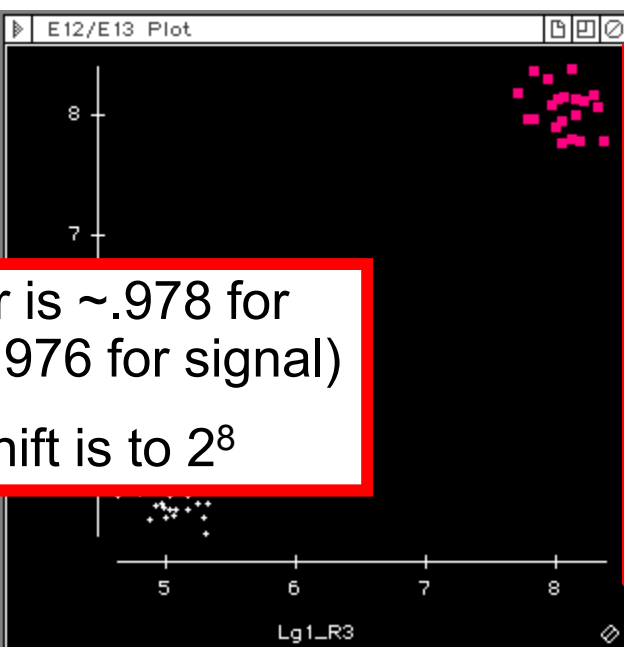 E12/E13 Plot
8
7
r is ~.978 for
976 for signal)
hift is to 2⁸
5 6 7 8
Lg1_R3